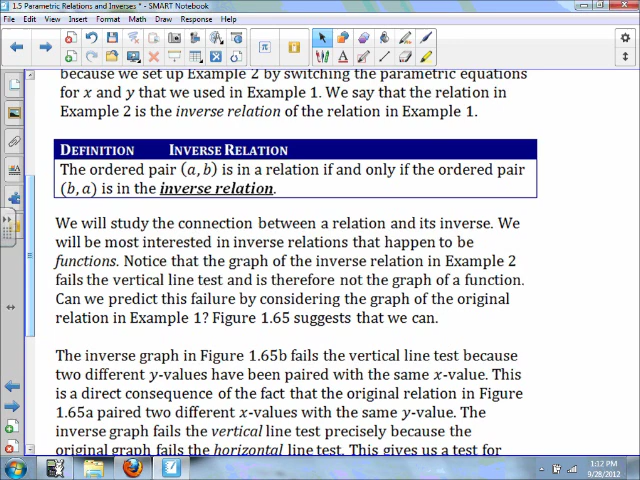 1.5 Parametric Relations and Inverses * - SMART Notebook
File Edit View Insert Format Math Draw Response Help
because we set up Example 2 by switching the parametric equations
for x and y that we used in Example 1. We say that the relation in
Example 2 is the inverse relation of the relation in Example 1.
DEFINITION INVERSE RELATION
The ordered pair (a, b) is in a relation if and only if the ordered pair
(b, a) is in the inverse relation.
We will study the connection between a relation and its inverse. We
will be most interested in inverse relations that happen to be
functions. Notice that the graph of the inverse relation in Example 2
fails the vertical line test and is therefore not the graph of a function.
Can we predict this failure by considering the graph of the original
relation in Example 1? Figure 1.65 suggests that we can.
The inverse graph in Figure 1.65b fails the vertical line test because
two different y-values have been paired with the same x-value. This
is a direct consequence of the fact that the original relation in Figure
1.65a paired two different x-values with the same y-value. The
inverse graph fails the vertical line test precisely because the
original graph fails the horizontal line test. This gives us a test for
1:12 PM
9/28/2012